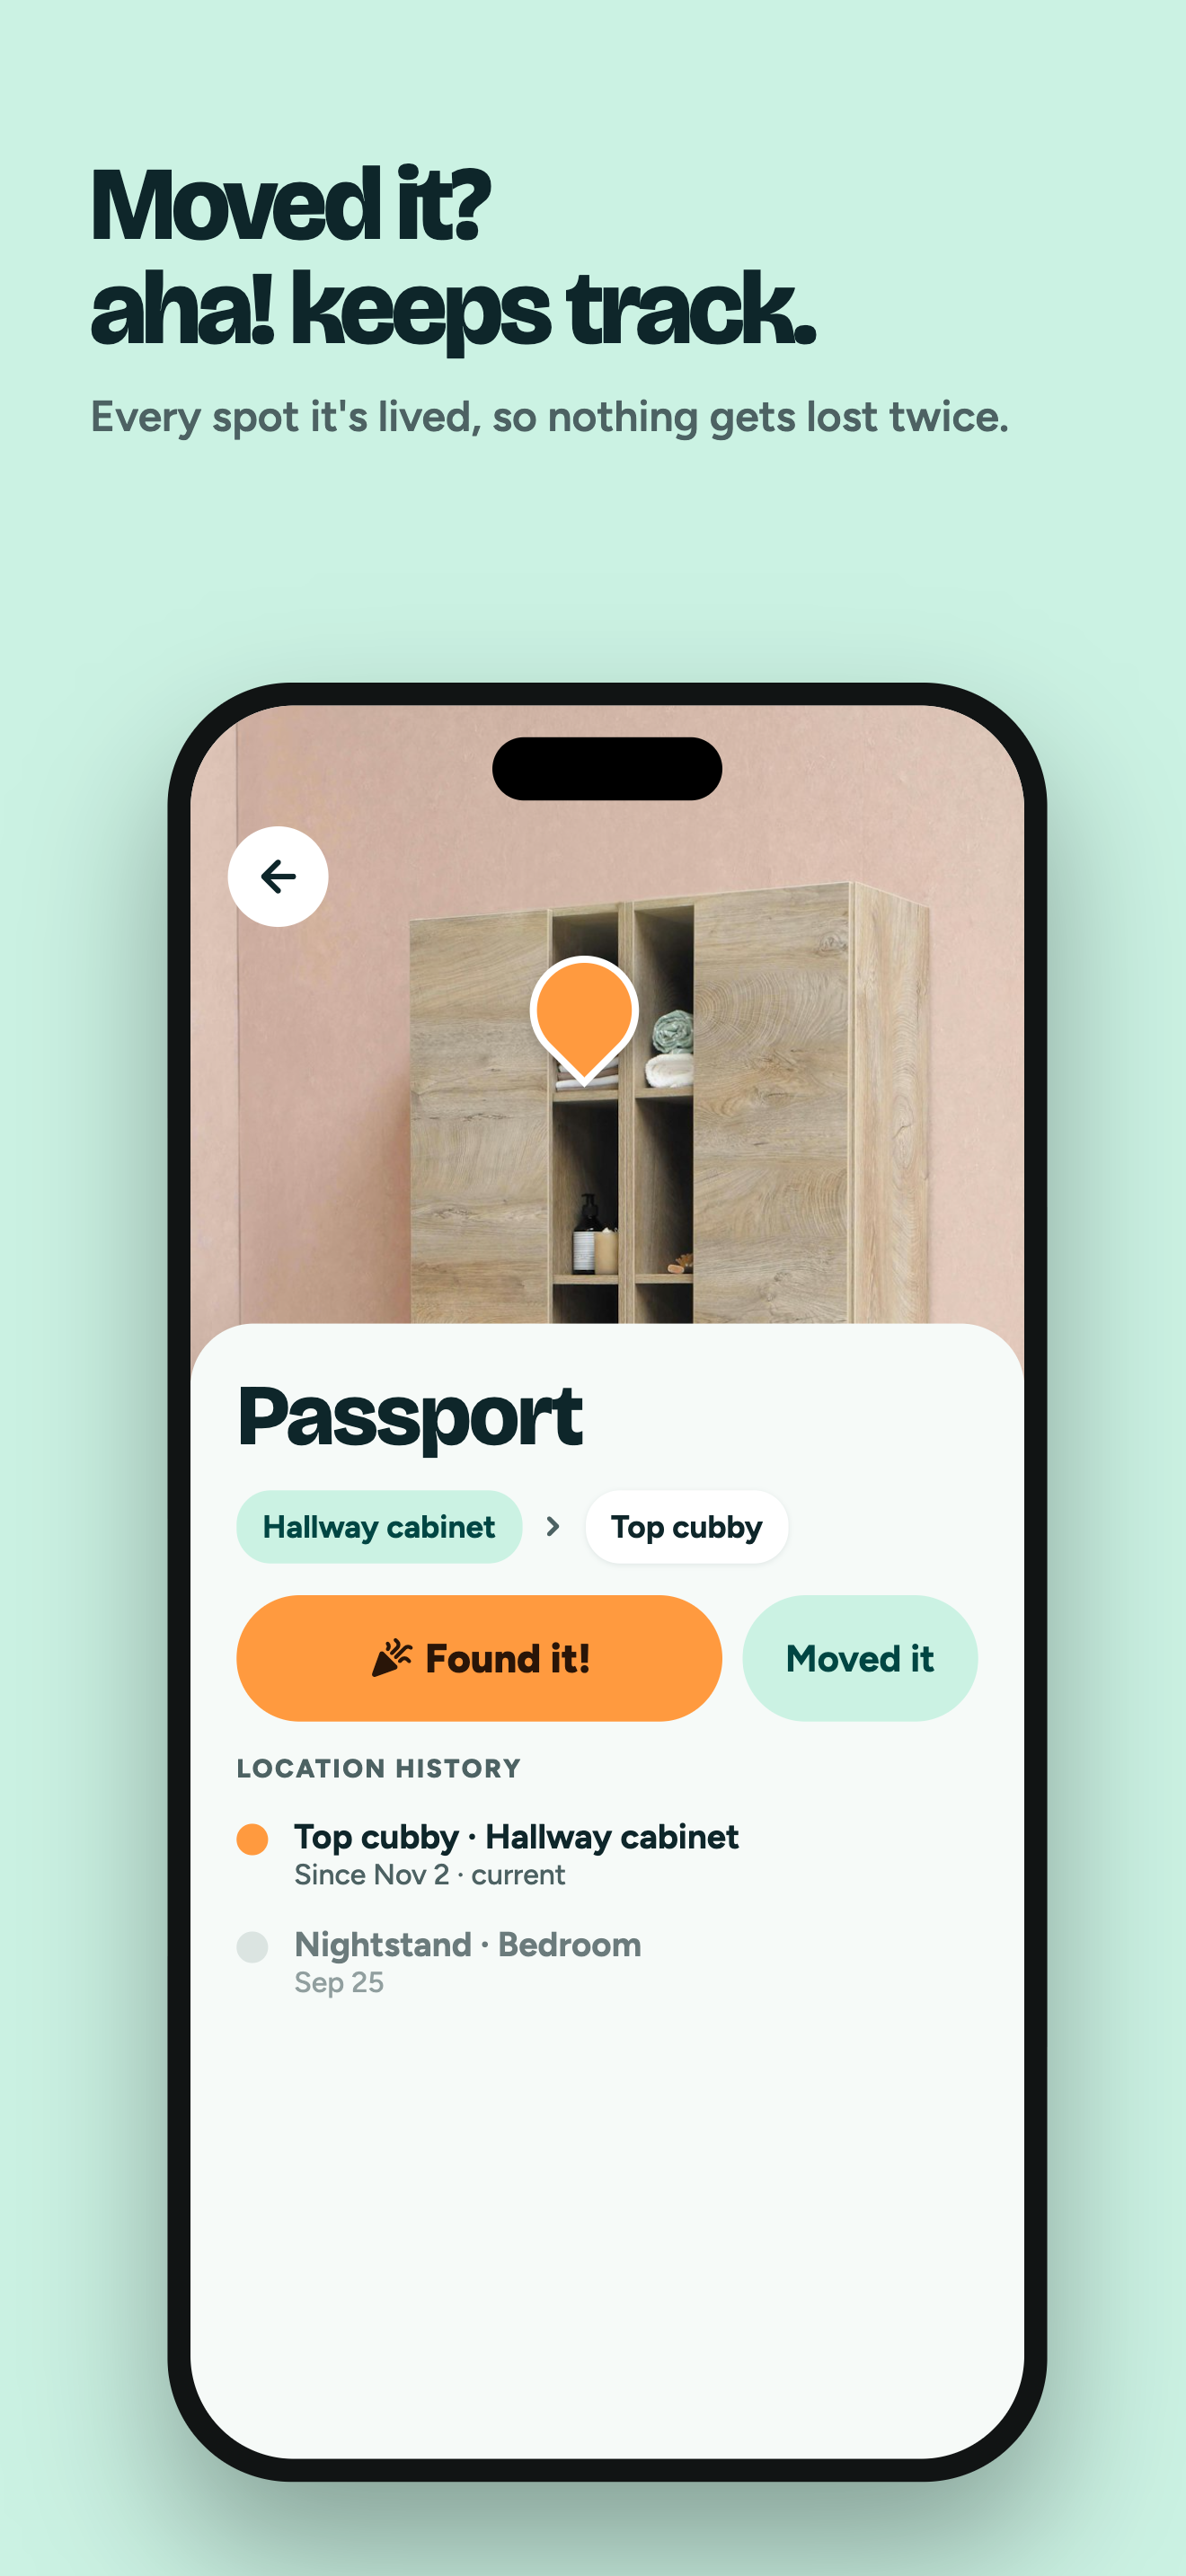 Moved it?
aha! keeps track.
Every spot it's lived, so nothing gets lost twice.
Passport
Hallway cabinet > Top cubby
Found it! Moved it
LOCATION HISTORY
Top cubby · Hallway cabinet
Since Nov 2 · current
Nightstand · Bedroom
Sep 25